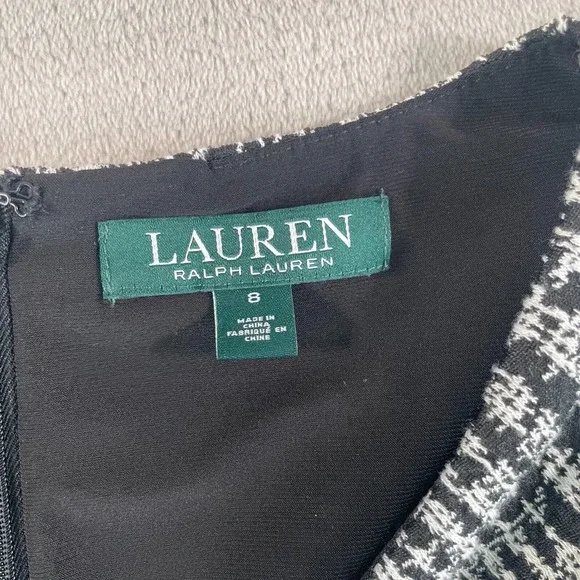 LAUREN
RALPH LAUREN
8
MADE IN
CHINA
FABRIQUÉ EN
CHINE